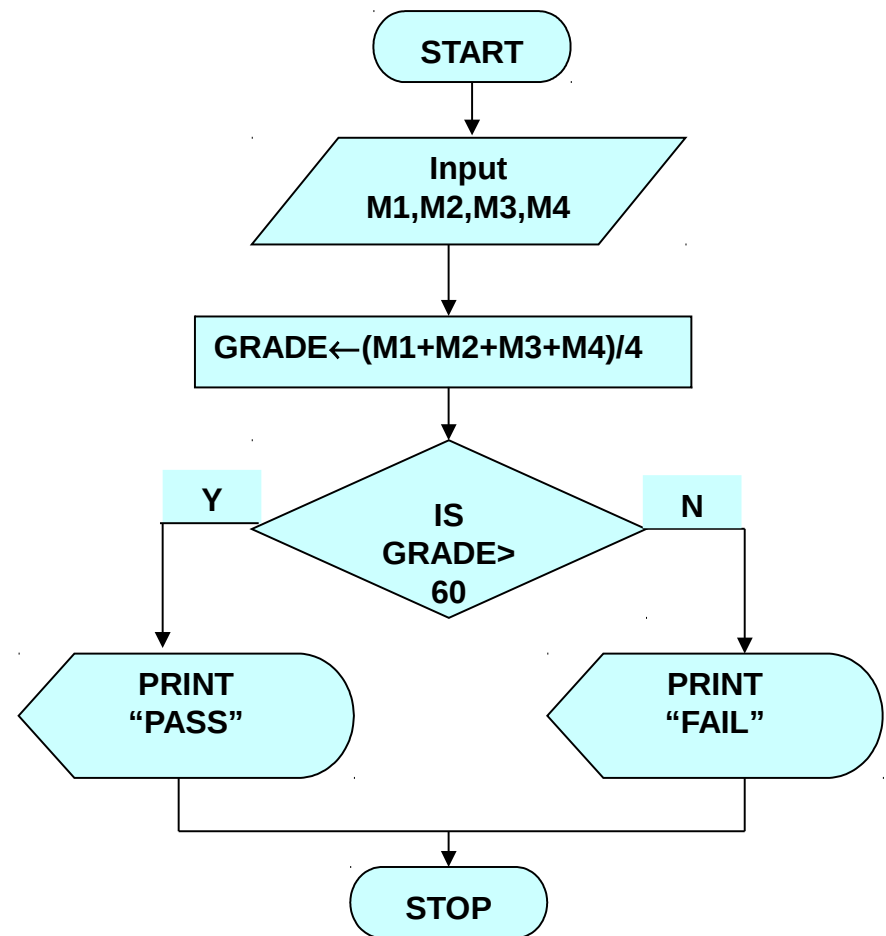 START
Input
M1,M2,M3,M4
GRADE←(M1+M2+M3+M4)/4
Y
N
IS
GRADE>
60
PRINT
“PASS”
PRINT
“FAIL”
STOP